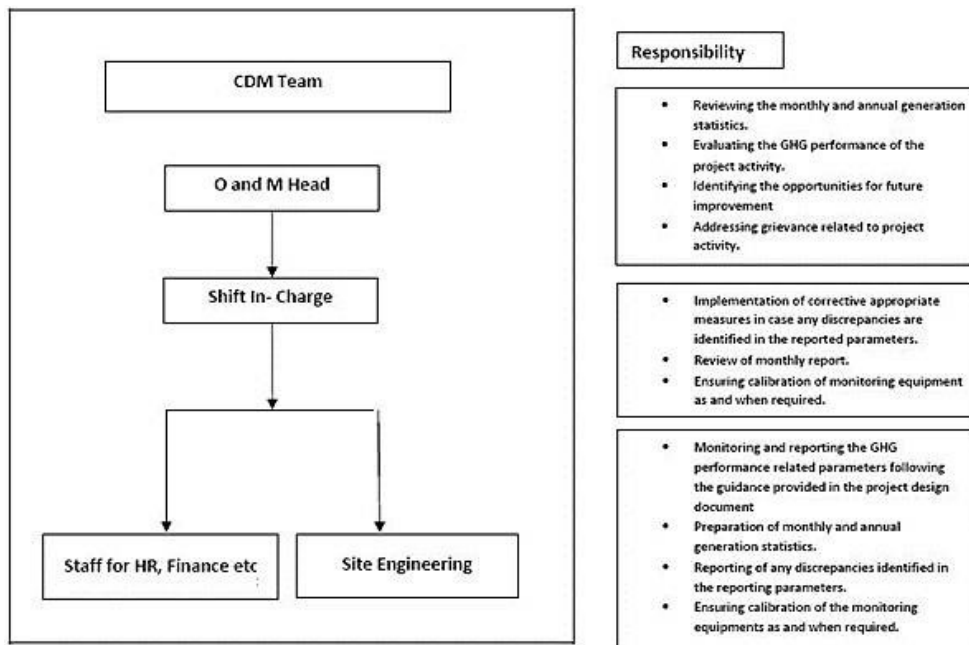 CDM Team
O and M Head
Shift In- Charge
Staff for HR, Finance etc
Site Engineering
Responsibility
• Reviewing the monthly and annual generation
statistics.
• Evaluating the GHG performance of the
project activity.
• Identifying the opportunities for future
improvement
• Addressing grievance related to project
activity.
• Implementation of corrective appropriate
measures in case any discrepancies are
identified in the reported parameters.
• Review of monthly report.
• Ensuring calibration of monitoring equipment
as and when required.
• Monitoring and reporting the GHG
performance related parameters following
the guidance provided in the project design
document
• Preparation of monthly and annual
generation statistics.
• Reporting of any discrepancies identified in
the reporting parameters.
• Ensuring calibration of the monitoring
equipments as and when required.